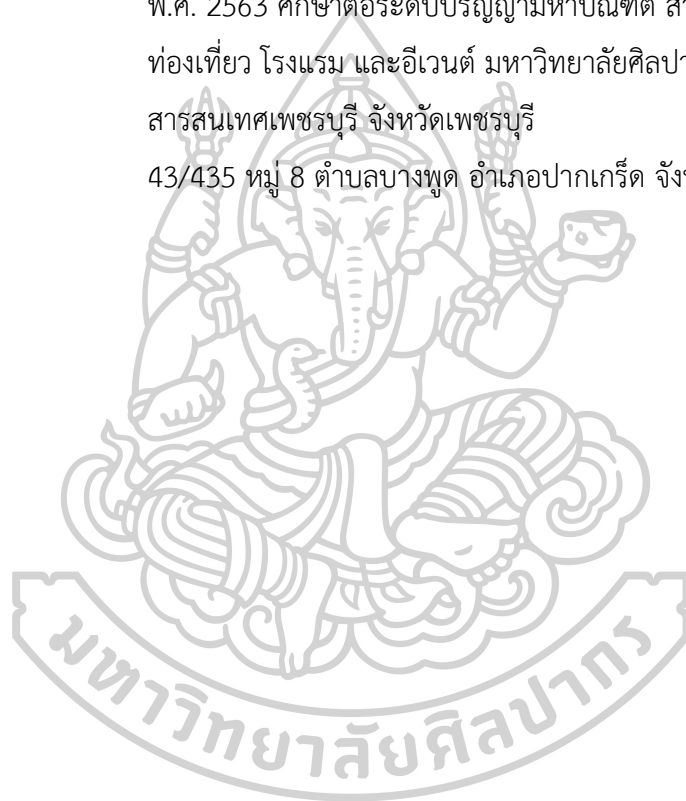 พ.ศ. 2563 ศึกษาต่อระดับปริญญามหาบัณฑิต
ท่องเที่ยว โรงแรม และอีเวนต์ มหาวิทยาลัยศิลปา
สารสนเทศเพชรบุรี จังหวัดเพชรบุรี
43/435 หมู่ 8 ตำบลบางพูด อำเภอปากเกร็ด
มหาวิทยาลัยศิลปากร